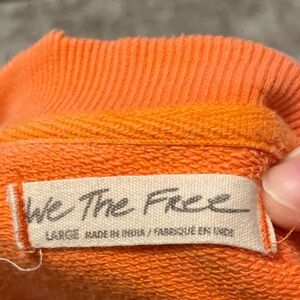 We The Free
LARGE MADE IN INDIA / FABRIQUÉ EN INDE